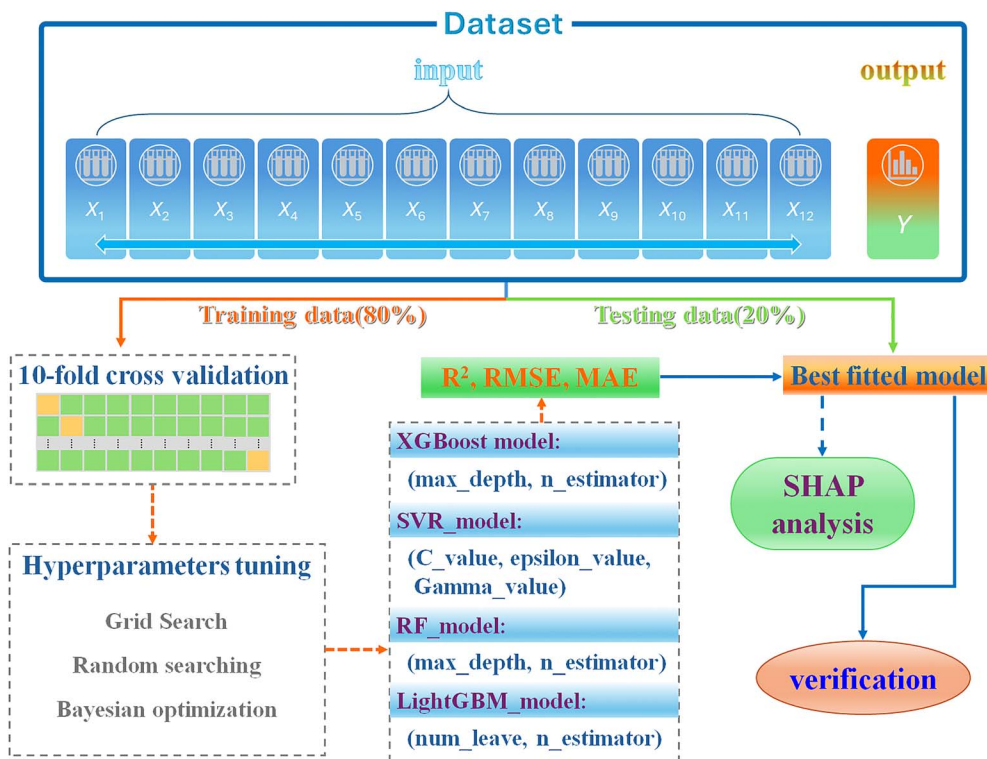 Dataset
input
output
X1 X2 X3 X4 X5 X6 X7 X8 X9 X10 X11 X12 Y
Training data(80%)
Testing data(20%)
10-fold cross validation
Hyperparameters tuning
Grid Search
Random searching
Bayesian optimization
R², RMSE, MAE
XGBoost model:
(max_depth, n_estimator)
SVR_model:
(C_value, epsilon_value,
Gamma_value)
RF_model:
(max_depth, n_estimator)
LightGBM_model:
(num_leave, n_estimator)
Best fitted model
SHAP
analysis
verification